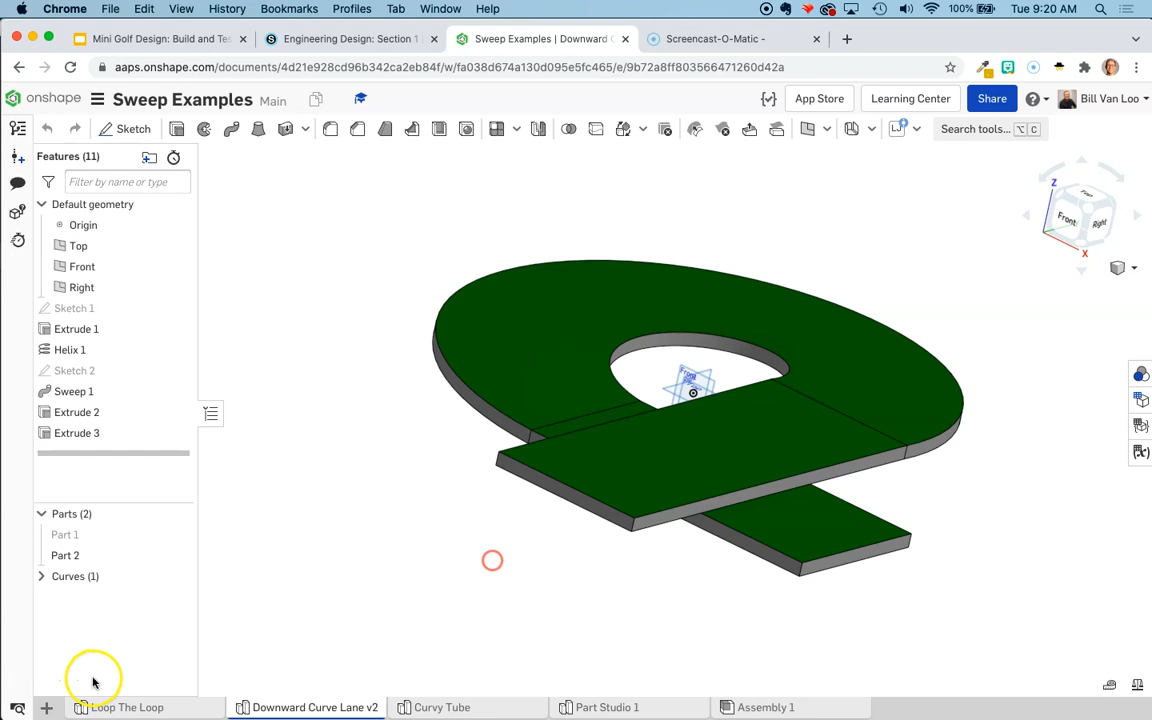 Chrome File Edit View History Bookmarks Profiles Tab Window Help 100% Tue 9:20 AM
Mini Golf Design: Build and Tes Engineering Design: Section 1 Sweep Examples | Downward C Screencast-O-Matic -
aaps.onshape.com/documents/4d21e928cd96b342ca2eb84f/w/fa038d674a130d095e5fc465/e/9b72a8ff803566471260d42a
onshape Sweep Examples Main App Store Learning Center Share Bill Van Loo
Sketch Search tools... ⌥ C
Features (11)
Filter by name or type
Default geometry
Origin
Top
Front
Right
Sketch 1
Extrude 1
Helix 1
Sketch 2
Sweep 1
Extrude 2
Extrude 3
Parts (2)
Part 1
Part 2
Curves (1)
Z
Top
Front
Right
X
Front
Loop The Loop Downward Curve Lane v2 Curvy Tube Part Studio 1 Assembly 1